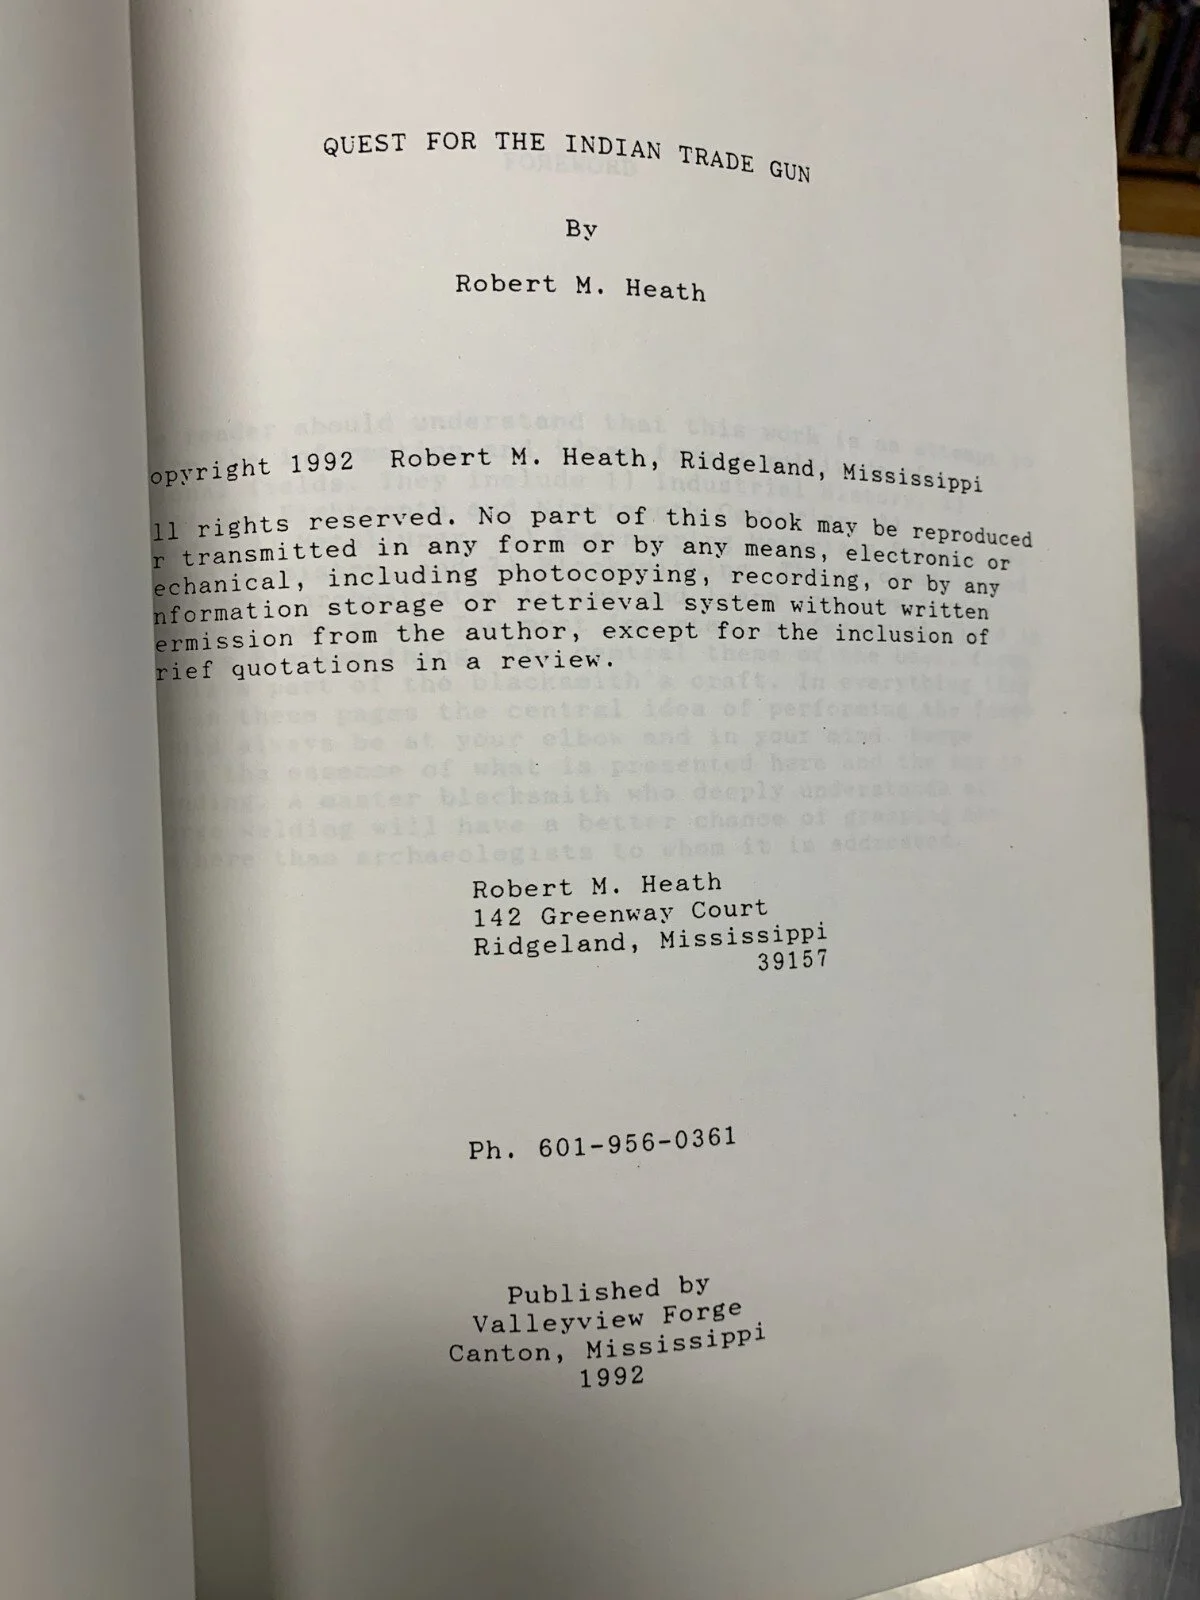 QUEST FOR THE INDIAN TRADE GUN
By
Robert M. Heath
opyright 1992 Robert M. Heath, Ridgeland, Mississippi
ll rights reserved. No part of this book may be reproduced
r transmitted in any form or by any means, electronic or
echanical, including photocopying, recording, or by any
nformation storage or retrieval system without written
ermission from the author, except for the inclusion of
rief quotations in a review.
Robert M. Heath
142 Greenway Court
Ridgeland, Mississippi
39157
Ph. 601-956-0361
Published by
Valleyview Forge
Canton, Mississippi
1992